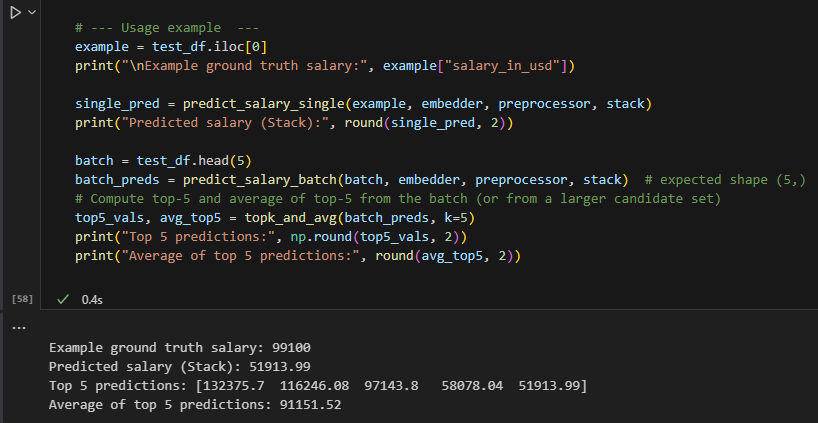 # --- Usage example  ---
example = test_df.iloc[0]
print("\nExample ground truth salary:", example["salary_in_usd"])
single_pred = predict_salary_single(example, embedder, preprocessor, stack)
print("Predicted salary (Stack):", round(single_pred, 2))
batch = test_df.head(5)
batch_preds = predict_salary_batch(batch, embedder, preprocessor, stack)  # expected shape (5,)
# Compute top-5 and average of top-5 from the batch (or from a larger candidate set)
top5_vals, avg_top5 = topk_and_avg(batch_preds, k=5)
print("Top 5 predictions:", np.round(top5_vals, 2))
print("Average of top 5 predictions:", round(avg_top5, 2))
[58] ✓ 0.4s
...
Example ground truth salary: 99100
Predicted salary (Stack): 51913.99
Top 5 predictions: [132375.7  116246.08  97143.8   58078.04  51913.99]
Average of top 5 predictions: 91151.52